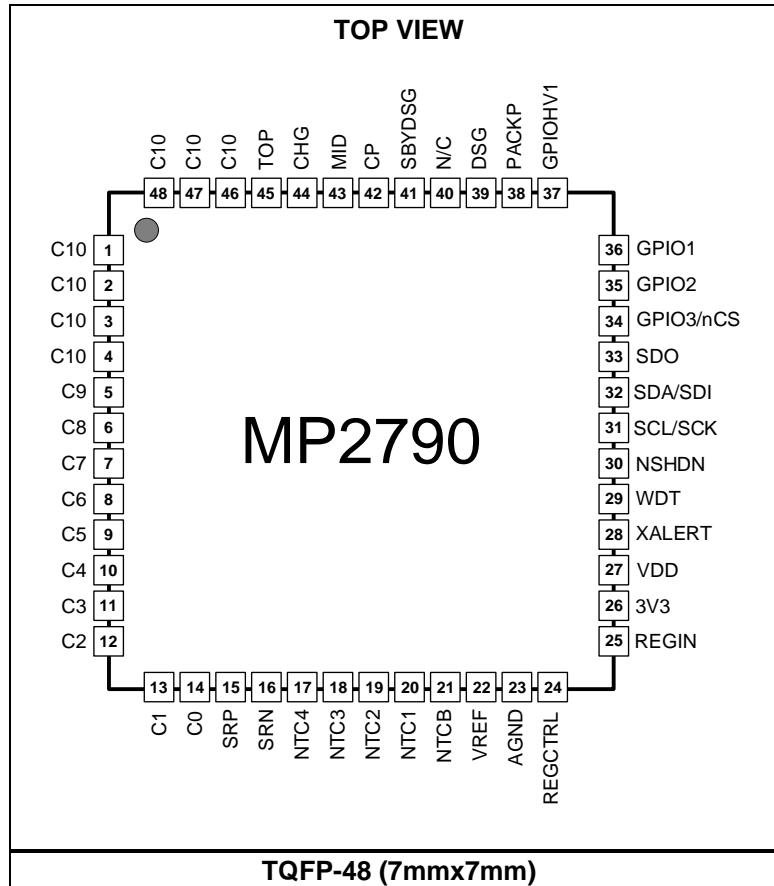 TOP VIEW
C10 C10 C10 TOP CHG MID CP SBYDSG N/C DSG PACKP GPIOHV1
48 47 46 45 44 43 42 41 40 39 38 37
C10 1 36 GPIO1
C10 2 35 GPIO2
C10 3 34 GPIO3/nCS
C10 4 33 SDO
C9 5 32 SDA/SDI
C8 6 31 SCL/SCK
C7 7 MP2790 30 NSHDN
C6 8 29 WDT
C5 9 28 XALERT
C4 10 27 VDD
C3 11 26 3V3
C2 12 25 REGIN
13 14 15 16 17 18 19 20 21 22 23 24
C1 C0 SRP SRN NTC4 NTC3 NTC2 NTC1 NTCB VREF AGND REGCTRL
TQFP-48 (7mmx7mm)